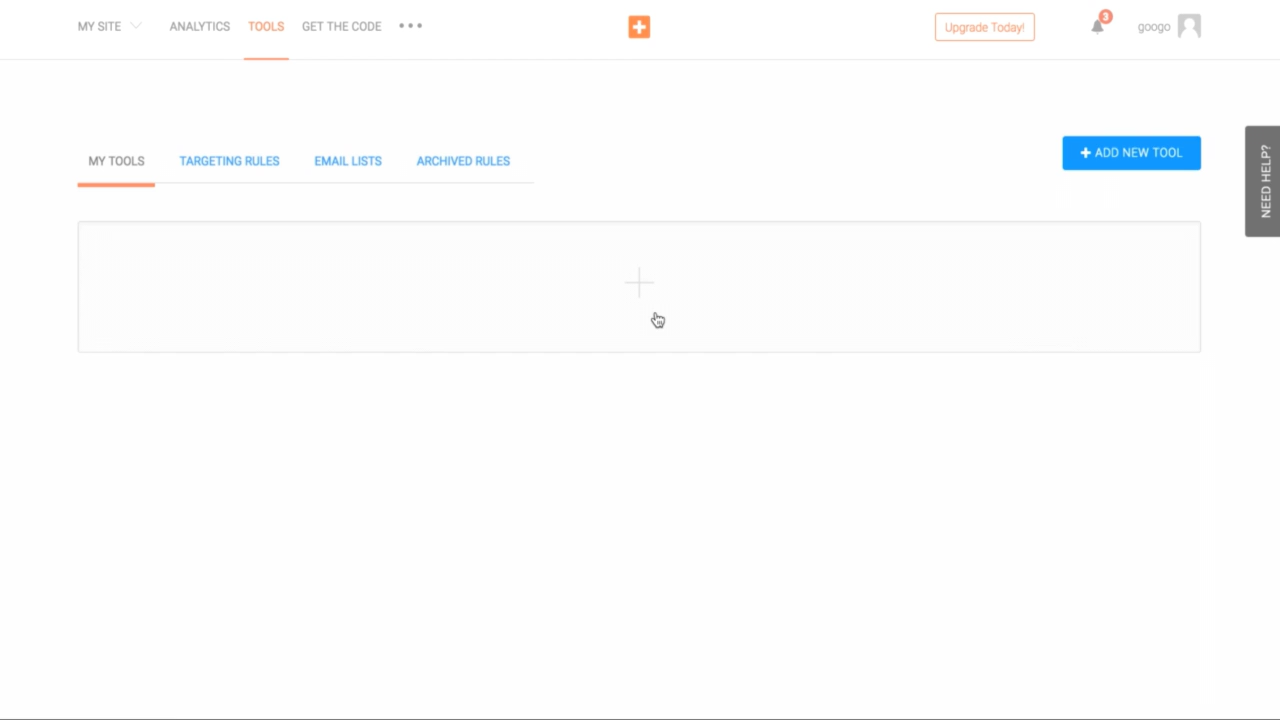 MY SITE ANALYTICS TOOLS GET THE CODE Upgrade Today! 3 googo
MY TOOLS TARGETING RULES EMAIL LISTS ARCHIVED RULES ADD NEW TOOL
NEED HELP?